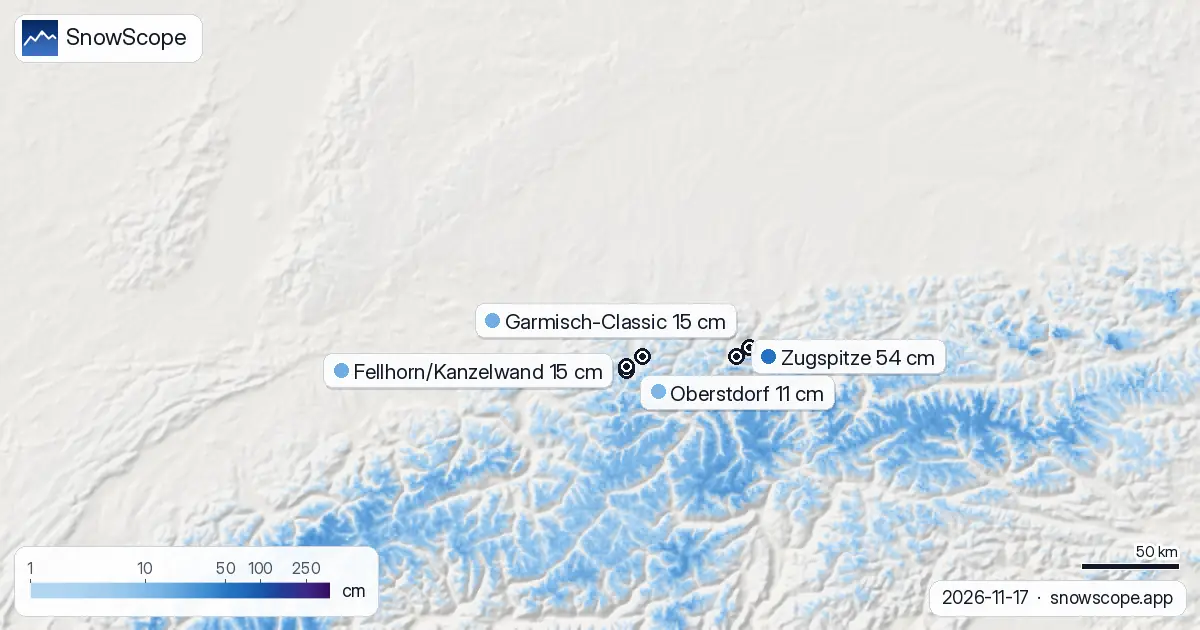 SnowScope
Garmisch-Classic 15 cm
Zugspitze 54 cm
Fellhorn/Kanzelwand 15 cm
Oberstdorf 11 cm
1 10 50 100 250
cm
50 km
2026-11-17 · snowscope.app